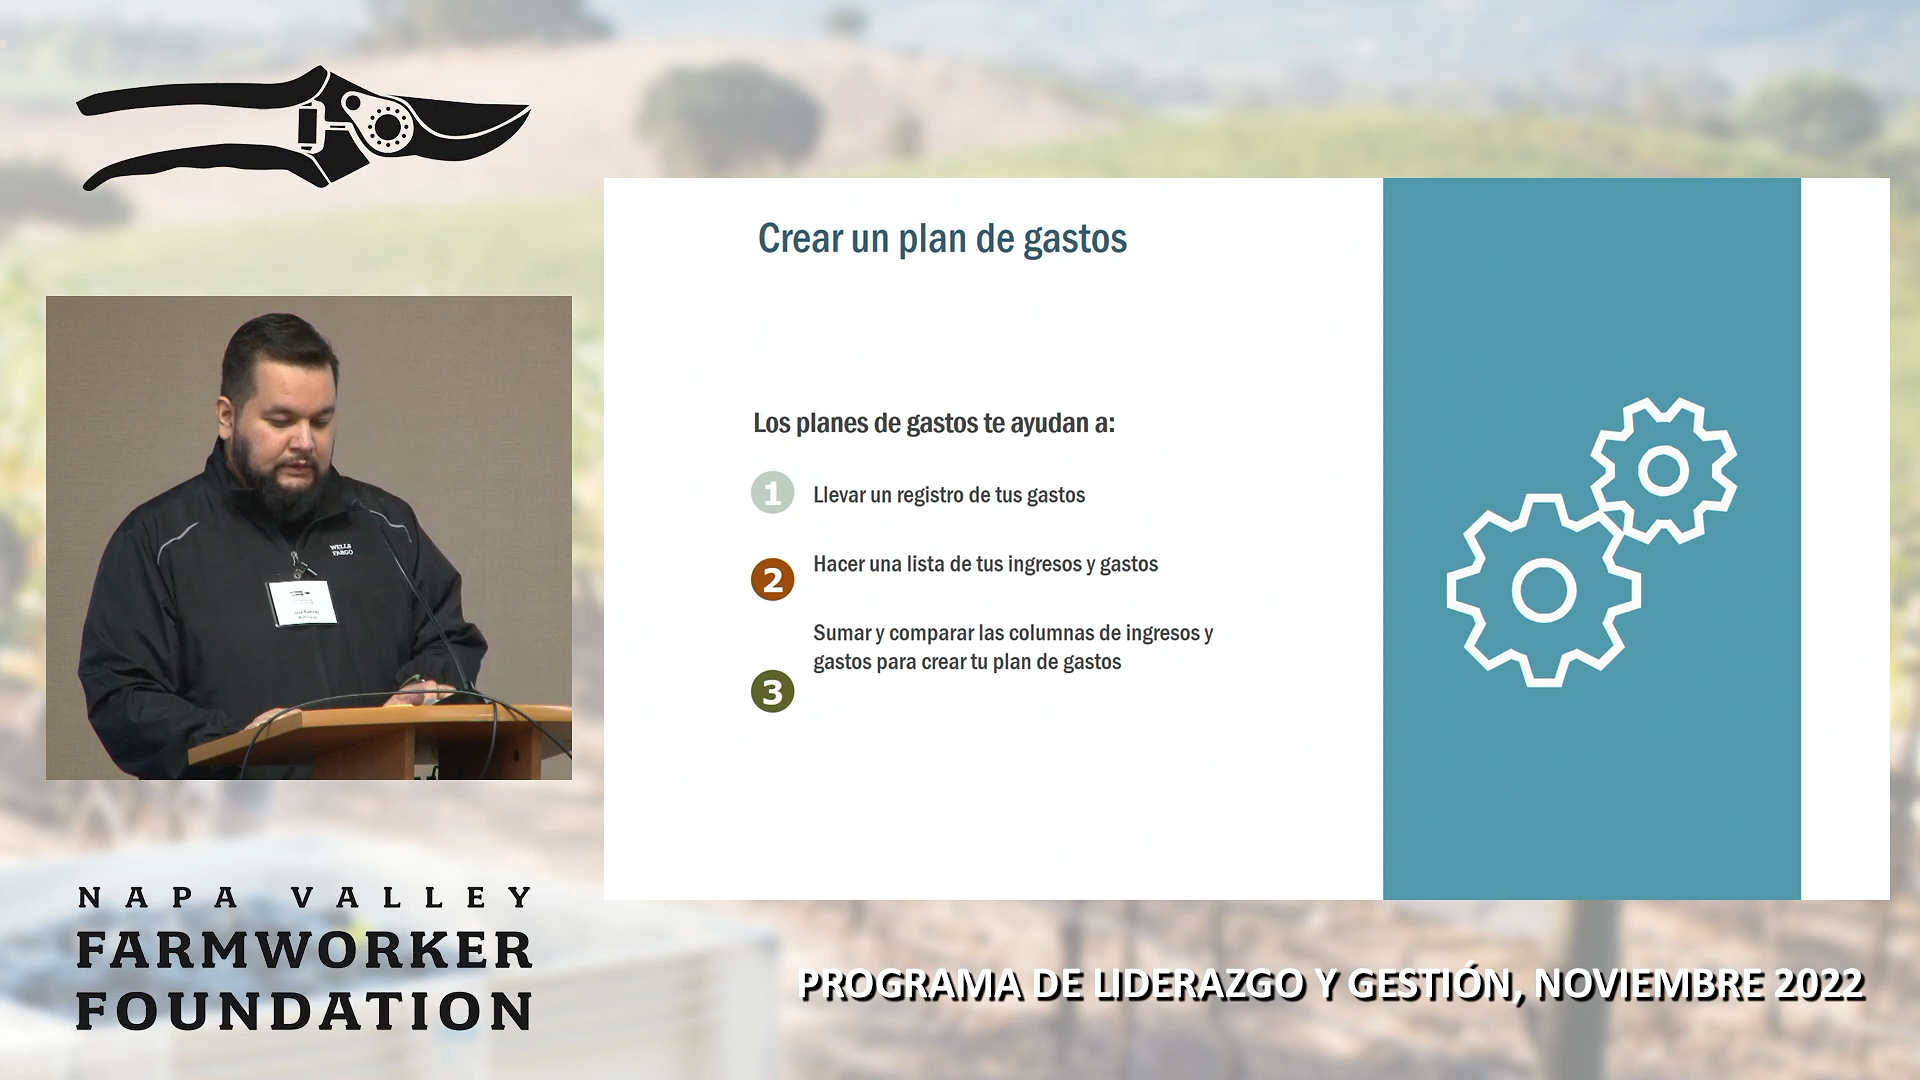 Crear un plan de gastos
Los planes de gastos te ayudan a:
1 Llevar un registro de tus gastos
2 Hacer una lista de tus ingresos y gastos
3 Sumar y comparar las columnas de ingresos y
gastos para crear tu plan de gastos
WELLS
FARGO
NAPA VALLEY
FARMWORKER
FOUNDATION
PROGRAMA DE LIDERAZGO Y GESTIÓN, NOVIEMBRE 2022